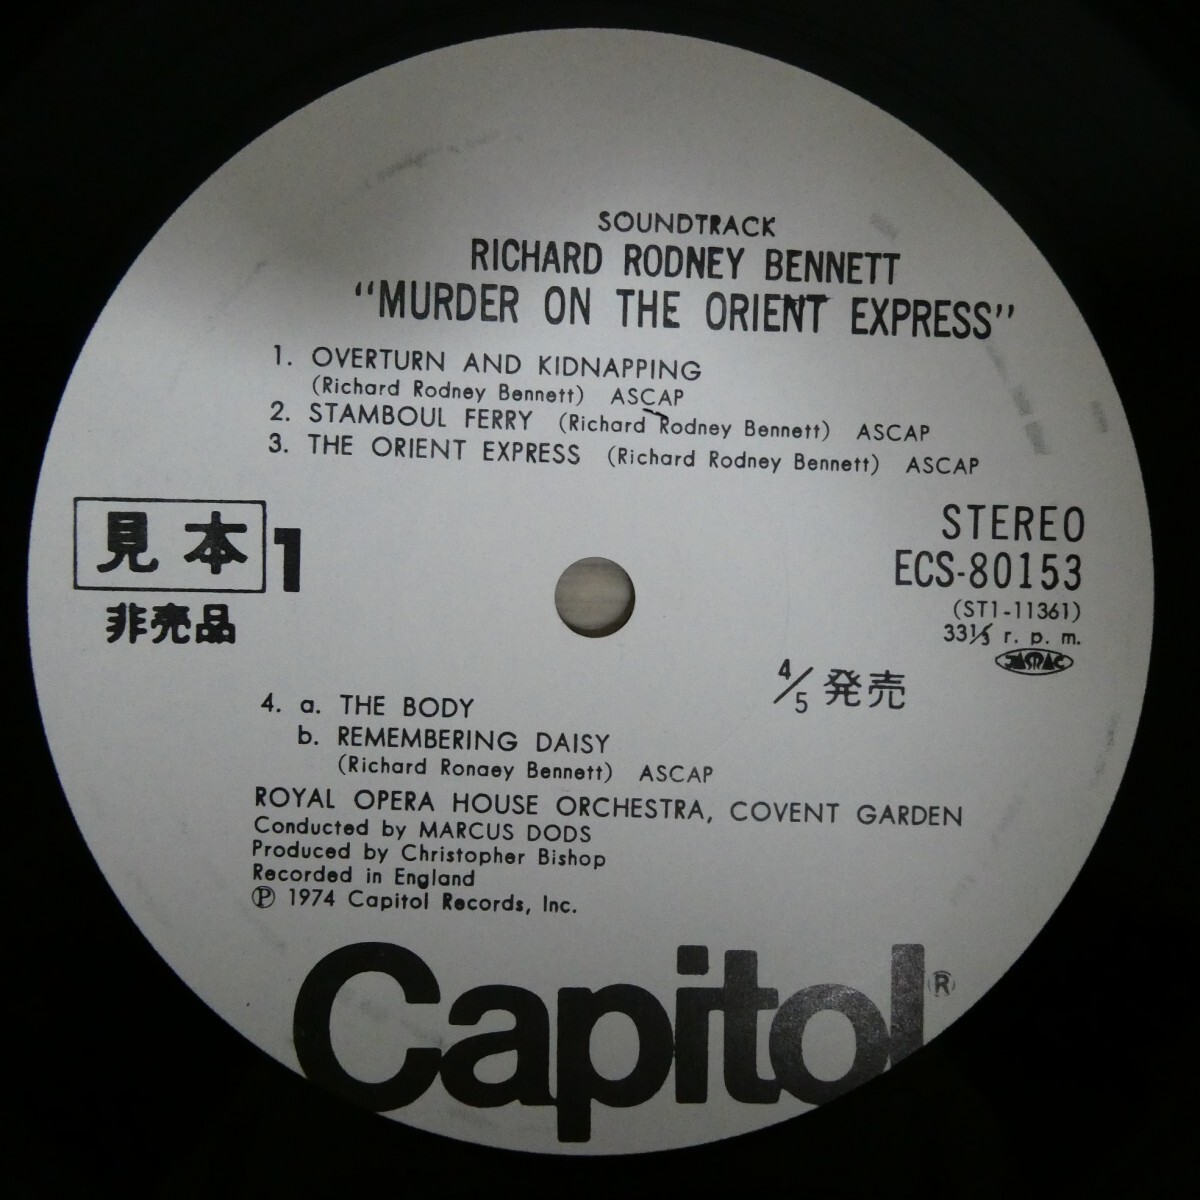 SOUNDTRACK
RICHARD RODNEY BENNETT
"MURDER ON THE ORIENT EXPRESS"
1. OVERTURN AND KIDNAPPING
(Richard Rodney Bennett) ASCAP
2. STAMBOUL FERRY (Richard Rodney Bennett) ASCAP
3. THE ORIENT EXPRESS (Richard Rodney Bennett) ASCAP
見本 1
非売品
STEREO
ECS-80153
(ST1-11361)
33⅓ r. p. m.
JASRAC
4/5 発売
4. a. THE BODY
b. REMEMBERING DAISY
(Richard Ronaey Bennett) ASCAP
ROYAL OPERA HOUSE ORCHESTRA, COVENT GARDEN
Conducted by MARCUS DODS
Produced by Christopher Bishop
Recorded in England
Ⓟ 1974 Capitol Records, Inc.
Capitol®